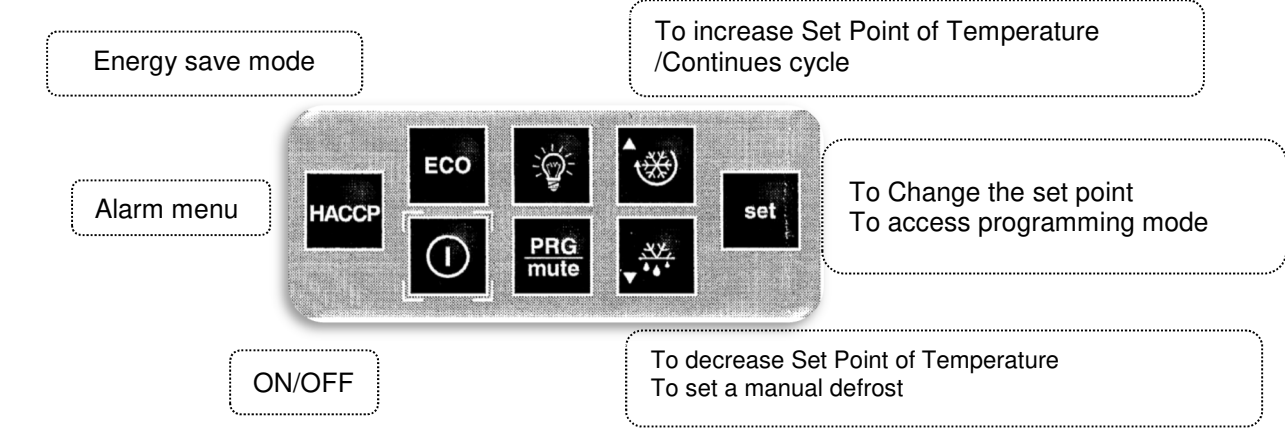 To increase Set Point of Temperature
/Continues cycle
Energy save mode
ECO
Alarm menu
HACCP
set
To Change the set point
To access programming mode
PRG
mute
To decrease Set Point of Temperature
To set a manual defrost
ON/OFF